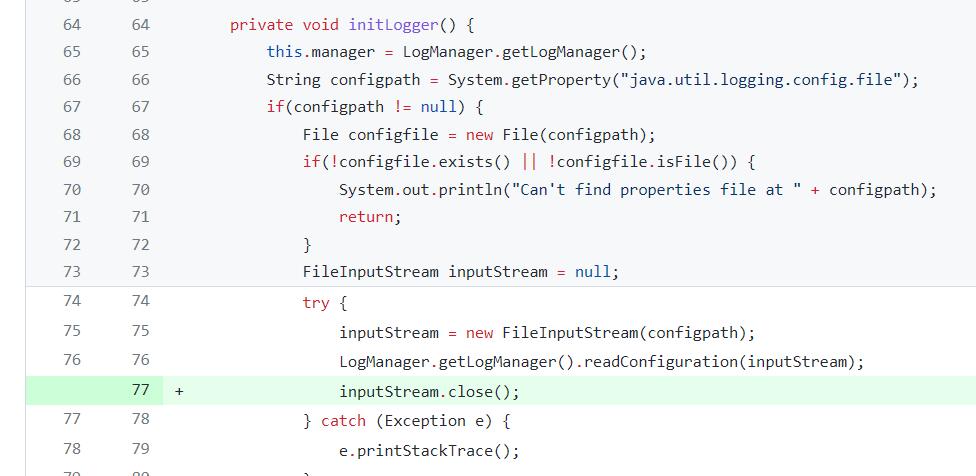 64 64 private void initLogger() {
65 65 this.manager = LogManager.getLogManager();
66 66 String configpath = System.getProperty("java.util.logging.config.file");
67 67 if(configpath != null) {
68 68 File configfile = new File(configpath);
69 69 if(!configfile.exists() || !configfile.isFile()) {
70 70 System.out.println("Can't find properties file at " + configpath);
71 71 return;
72 72 }
73 73 FileInputStream inputStream = null;
74 74 try {
75 75 inputStream = new FileInputStream(configpath);
76 76 LogManager.getLogManager().readConfiguration(inputStream);
77 + inputStream.close();
77 78 } catch (Exception e) {
78 79 e.printStackTrace();